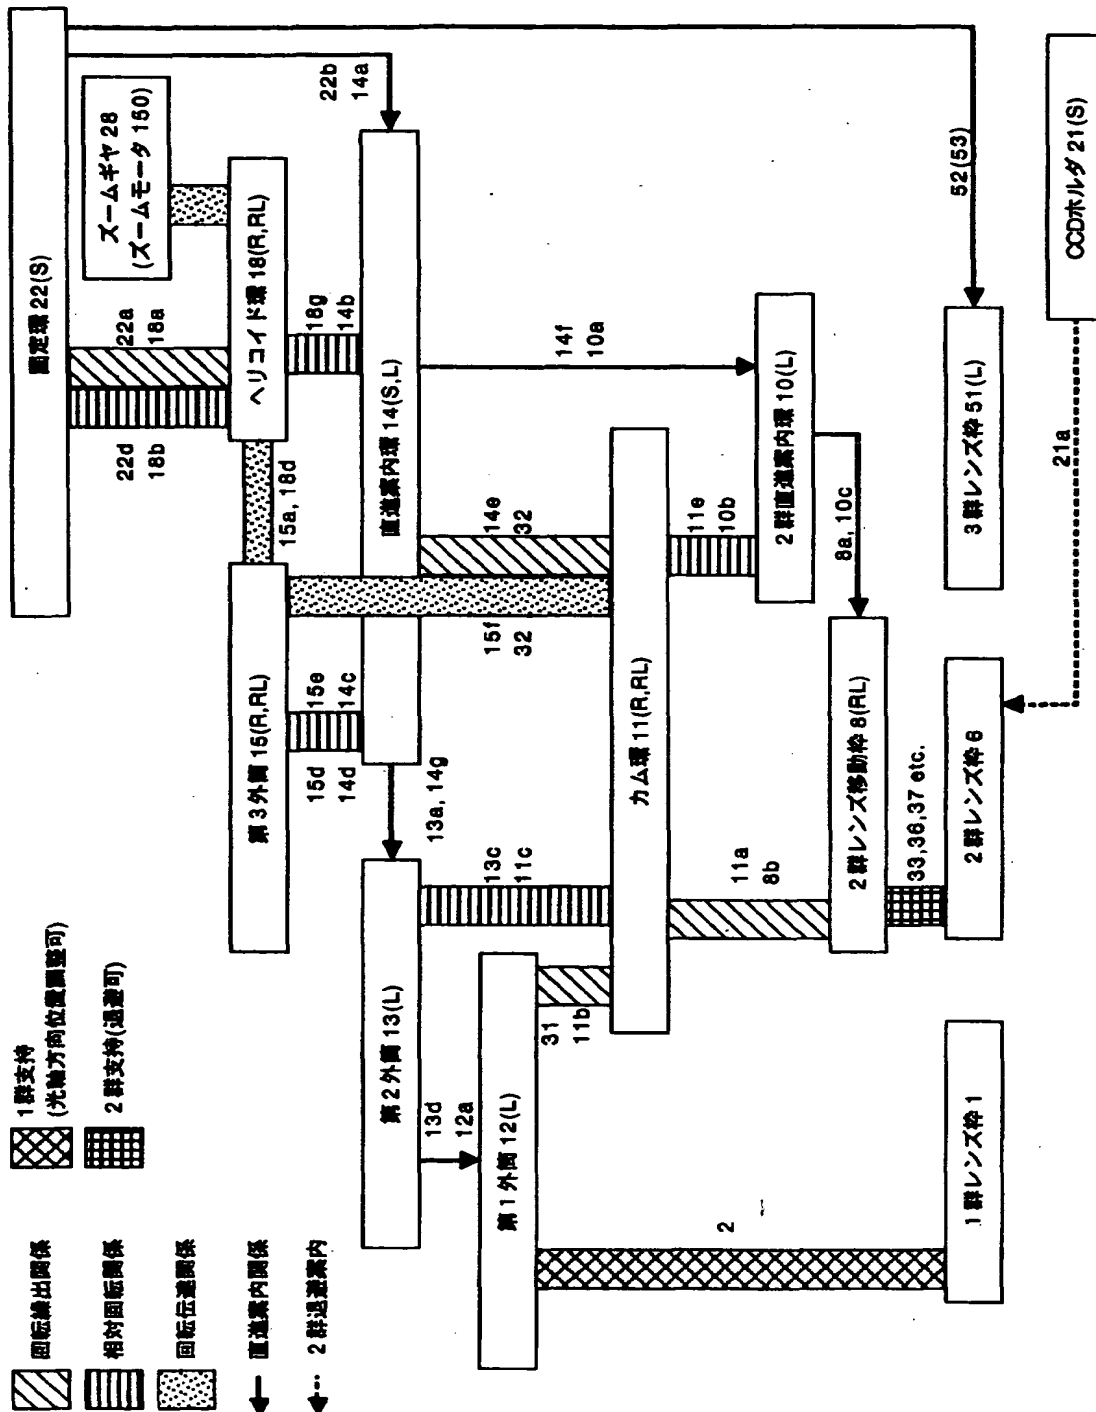 回転繰出関係
相対回転関係
回転伝達関係
直進案内関係
2群退避案内
1群支持
(光軸方向位置調整可)
2群支持(退避可)
固定環 22(S)
ズームギヤ 28
(ズームモータ 150)
22a
18a
22d
18b
22b
14a
ヘリコイド環 18(R,RL)
15a, 18d
18g
14b
第3外筒 15(R,RL)
15e
14c
15d
14d
直進案内環 14(S,L)
13a, 14g
14e
32
15f
32
14f
10a
第2外筒 13(L)
13c
11c
13d
12a
第1外筒 12(L)
31
11b
カム環 11(R,RL)
11e
10b
11a
8b
2群直進案内環 10(L)
8a, 10c
2群レンズ移動枠 8(RL)
33,36,37 etc.
2
1群レンズ枠 1
2群レンズ枠 6
3群レンズ枠 51(L)
52(53)
21a
CCDホルダ 21(S)